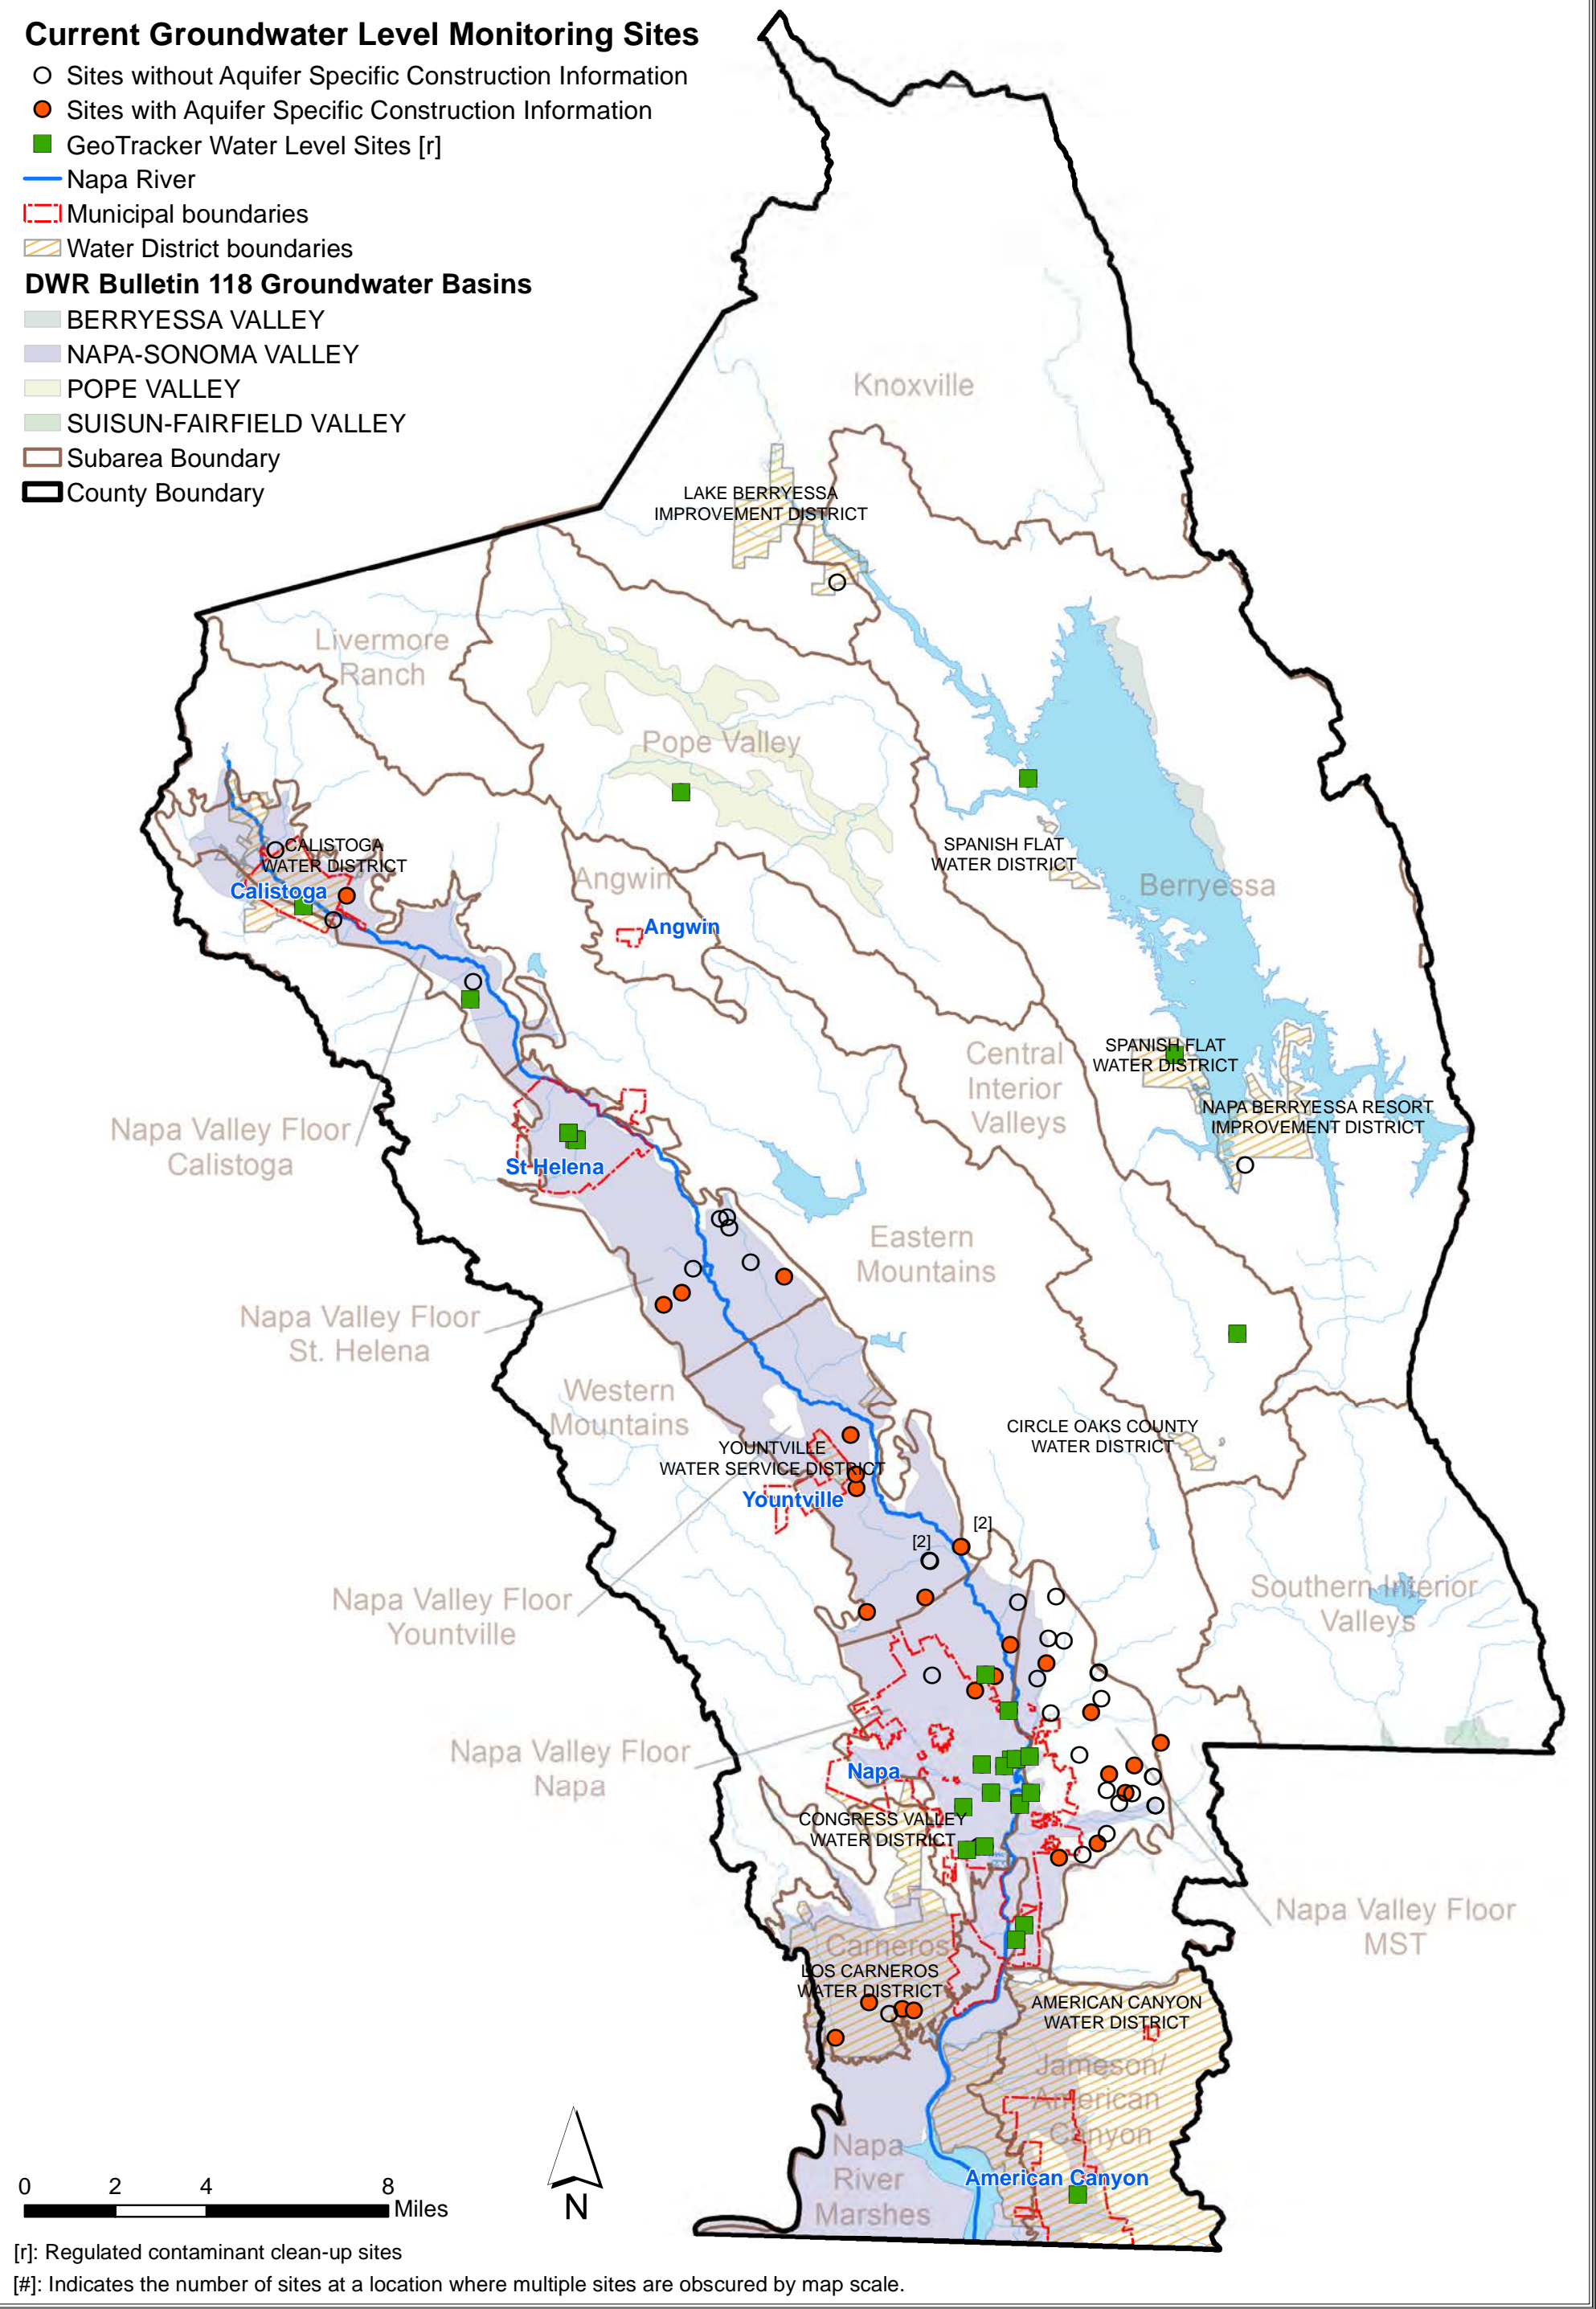 Current Groundwater Level Monitoring Sites
Sites without Aquifer Specific Construction Information
Sites with Aquifer Specific Construction Information
GeoTracker Water Level Sites [r]
Napa River
Municipal boundaries
Water District boundaries
DWR Bulletin 118 Groundwater Basins
BERRYESSA VALLEY
NAPA-SONOMA VALLEY
POPE VALLEY
SUISUN-FAIRFIELD VALLEY
Subarea Boundary
County Boundary
Knoxville
LAKE BERRYESSA
IMPROVEMENT DISTRICT
Livermore
Ranch
Pope Valley
CALISTOGA
WATER DISTRICT
Calistoga
SPANISH FLAT
WATER DISTRICT
Berryessa
Angwin
Angwin
Central
Interior
Valleys
SPANISH FLAT
WATER DISTRICT
NAPA BERRYESSA RESORT
IMPROVEMENT DISTRICT
Napa Valley Floor
Calistoga
St Helena
Eastern
Mountains
Napa Valley Floor
St. Helena
Western
Mountains
CIRCLE OAKS COUNTY
WATER DISTRICT
YOUNTVILLE
WATER SERVICE DISTRICT
Yountville
[2]
[2]
Napa Valley Floor
Yountville
Southern Interior
Valleys
Napa Valley Floor
Napa
Napa
CONGRESS VALLEY
WATER DISTRICT
Napa Valley Floor
MST
Carneros
LOS CARNEROS
WATER DISTRICT
AMERICAN CANYON
WATER DISTRICT
Jameson/
American
Canyon
Napa
River
Marshes
American Canyon
0 2 4 8
Miles
N
[r]: Regulated contaminant clean-up sites
[#]: Indicates the number of sites at a location where multiple sites are obscured by map scale.